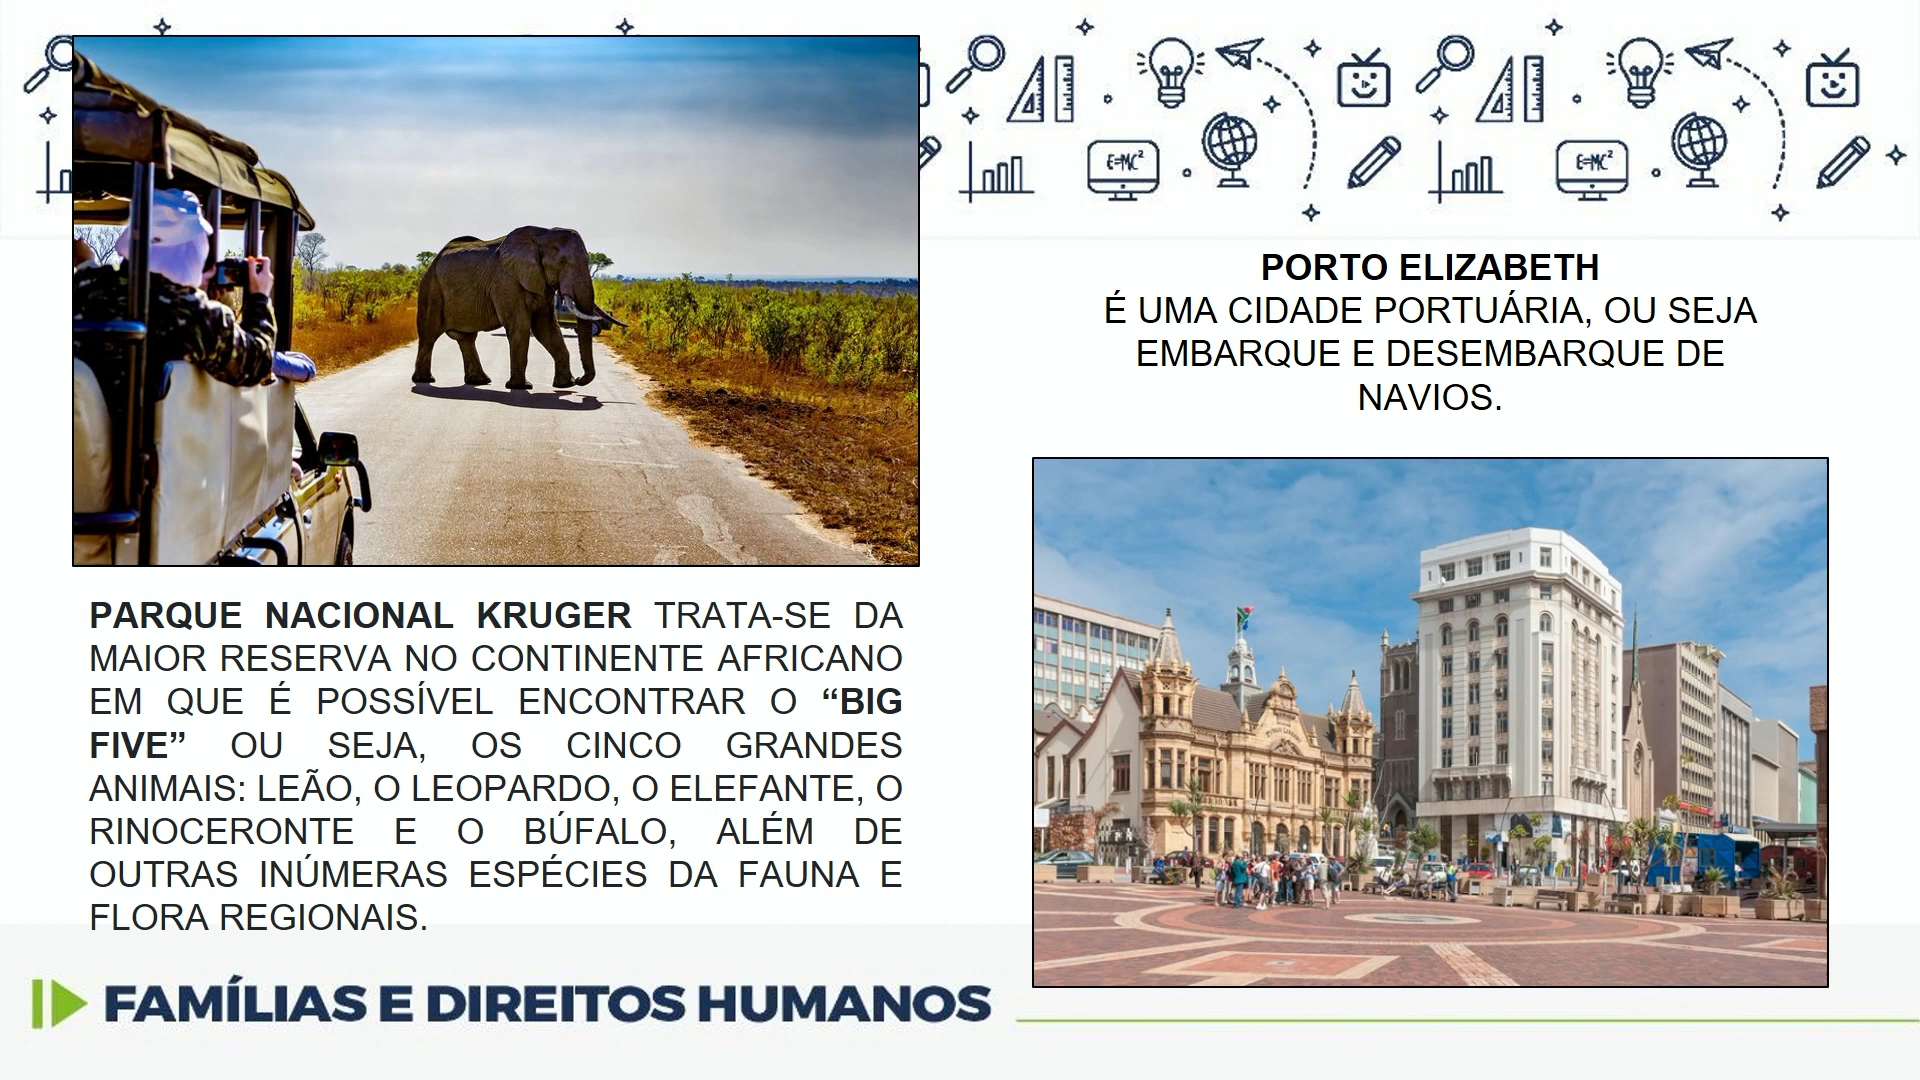 E=MC²
E=MC²
PORTO ELIZABETH
É UMA CIDADE PORTUÁRIA, OU SEJA
EMBARQUE E DESEMBARQUE DE
NAVIOS.
PARQUE NACIONAL KRUGER TRATA-SE DA
MAIOR RESERVA NO CONTINENTE AFRICANO
EM QUE É POSSÍVEL ENCONTRAR O “BIG
FIVE” OU SEJA, OS CINCO GRANDES
ANIMAIS: LEÃO, O LEOPARDO, O ELEFANTE, O
RINOCERONTE E O BÚFALO, ALÉM DE
OUTRAS INÚMERAS ESPÉCIES DA FAUNA E
FLORA REGIONAIS.
FAMÍLIAS E DIREITOS HUMANOS